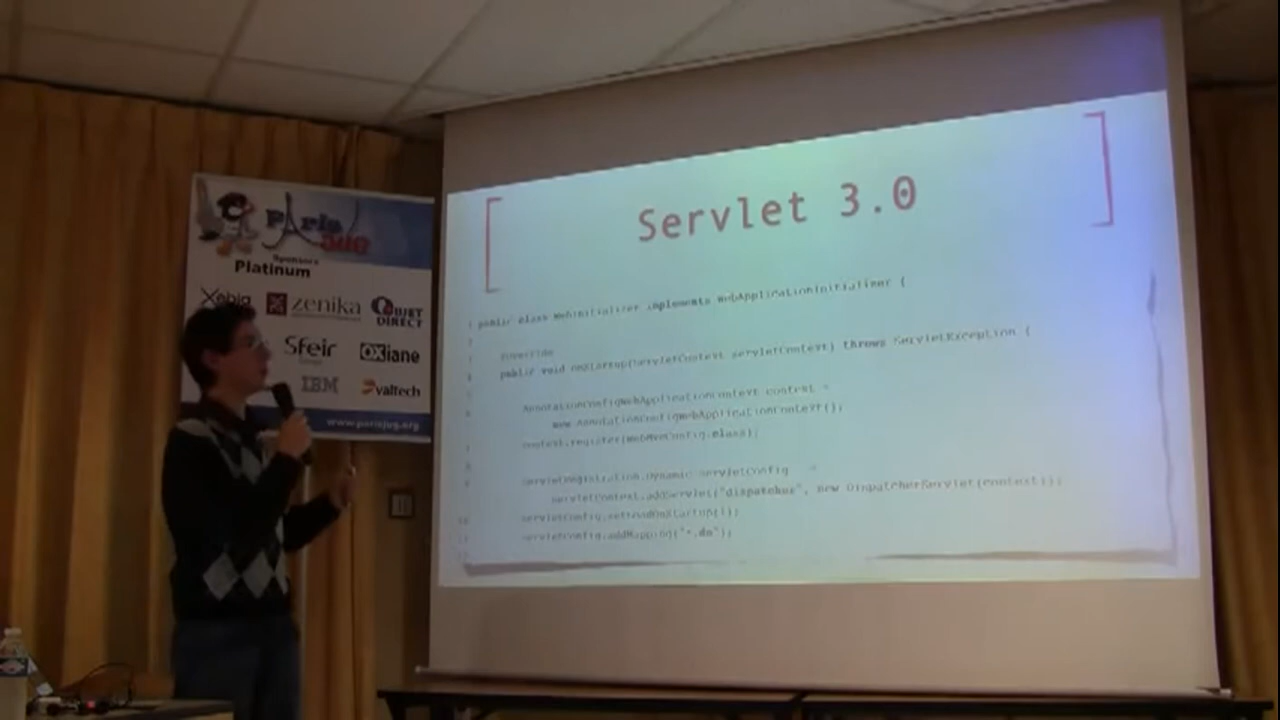 Paris
JUG
Sponsors
Platinum
Xebia
zenika
OBJET
DIRECT
Sfeir
OXiane
IBM
valtech
www.parisjug.org
[ Servlet 3.0 ]
public class WebInitializer implements WebApplicationInitializer {
@Override
public void onStartup(ServletContext servletContext) throws ServletException {
AnnotationConfigWebApplicationContext context =
new AnnotationConfigWebApplicationContext();
context.register(WebMvcConfig.class);
ServletRegistration.Dynamic servletConfig =
servletContext.addServlet("dispatcher", new DispatcherServlet(context));
servletConfig.setLoadOnStartup(1);
servletConfig.addMapping("*.do");